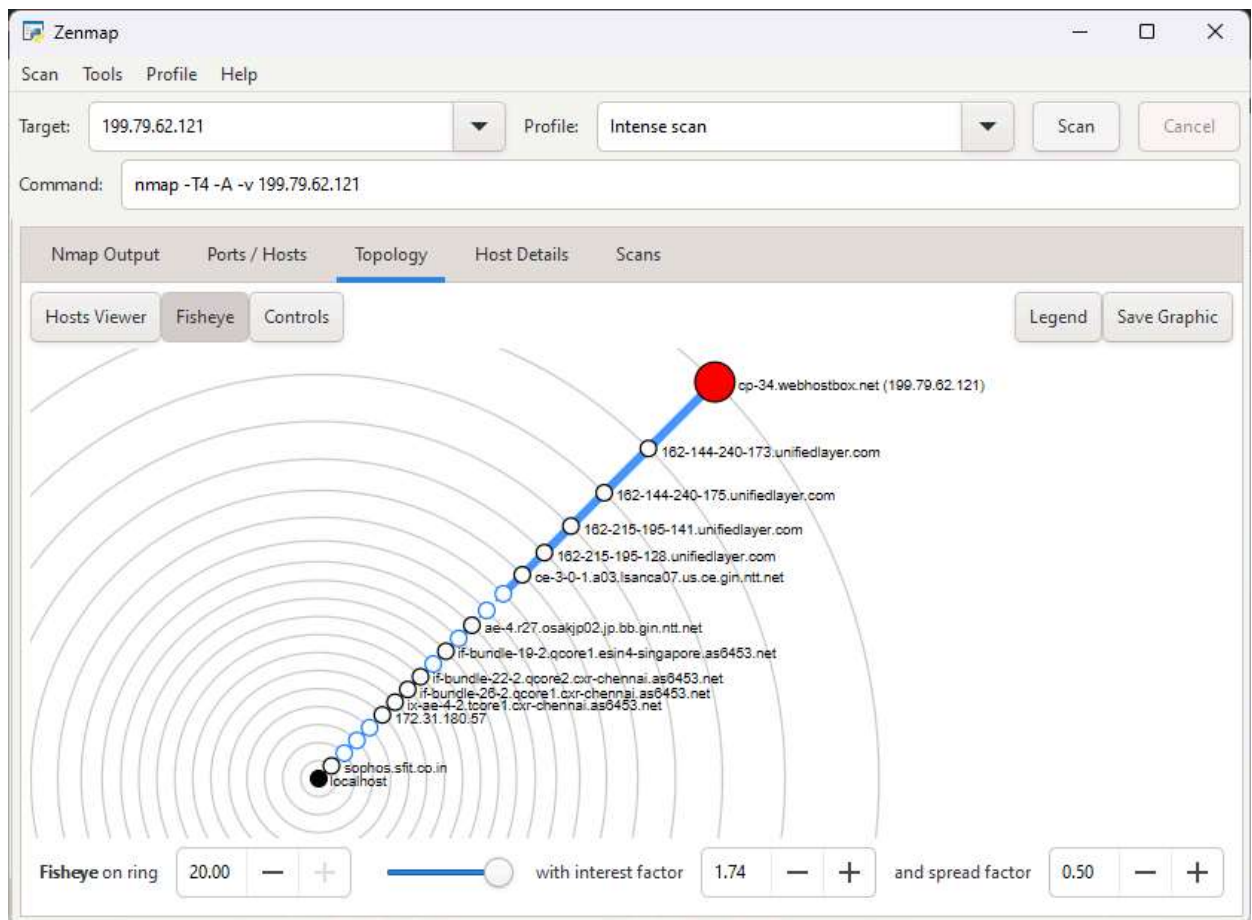 Zenmap
Scan Tools Profile Help
Target: 199.79.62.121 Profile: Intense scan Scan Cancel
Command: nmap -T4 -A -v 199.79.62.121
Nmap Output Ports / Hosts Topology Host Details Scans
Hosts Viewer Fisheye Controls Legend Save Graphic
cp-34.webhostbox.net (199.79.62.121)
162-144-240-173.unifiedlayer.com
162-144-240-175.unifiedlayer.com
162-215-195-141.unifiedlayer.com
162-215-195-128.unifiedlayer.com
ce-3-0-1.a03.lsanca07.us.ce.gin.ntt.net
ae-4.r27.osakjp02.jp.bb.gin.ntt.net
if-bundle-19-2.qcore1.esin4-singapore.as6453.net
if-bundle-22-2.qcore2.cxr-chennai.as6453.net
if-bundle-26-2.qcore1.cxr-chennai.as6453.net
ix-ae-4-2.tcore1.cxr-chennai.as6453.net
172.31.180.57
sophos.sfit.co.in
localhost
Fisheye on ring 20.00 with interest factor 1.74 and spread factor 0.50